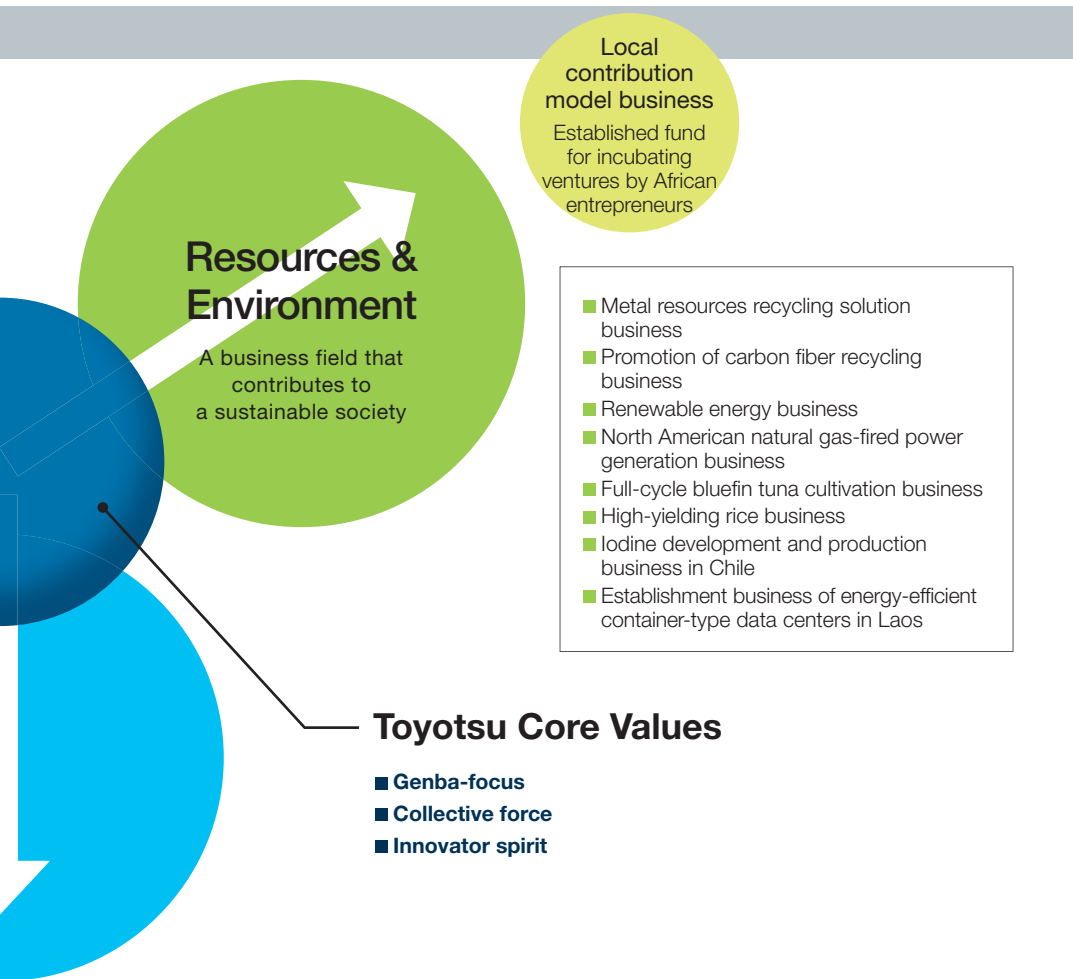 Local
contribution
model business
Established fund
for incubating
ventures by African
entrepreneurs
Resources &
Environment
A business field that
contributes to
a sustainable society
Metal resources recycling solution
business
Promotion of carbon fiber recycling
business
Renewable energy business
North American natural gas-fired power
generation business
Full-cycle bluefin tuna cultivation business
High-yielding rice business
Iodine development and production
business in Chile
Establishment business of energy-efficient
container-type data centers in Laos
Toyotsu Core Values
Genba-focus
Collective force
Innovator spirit